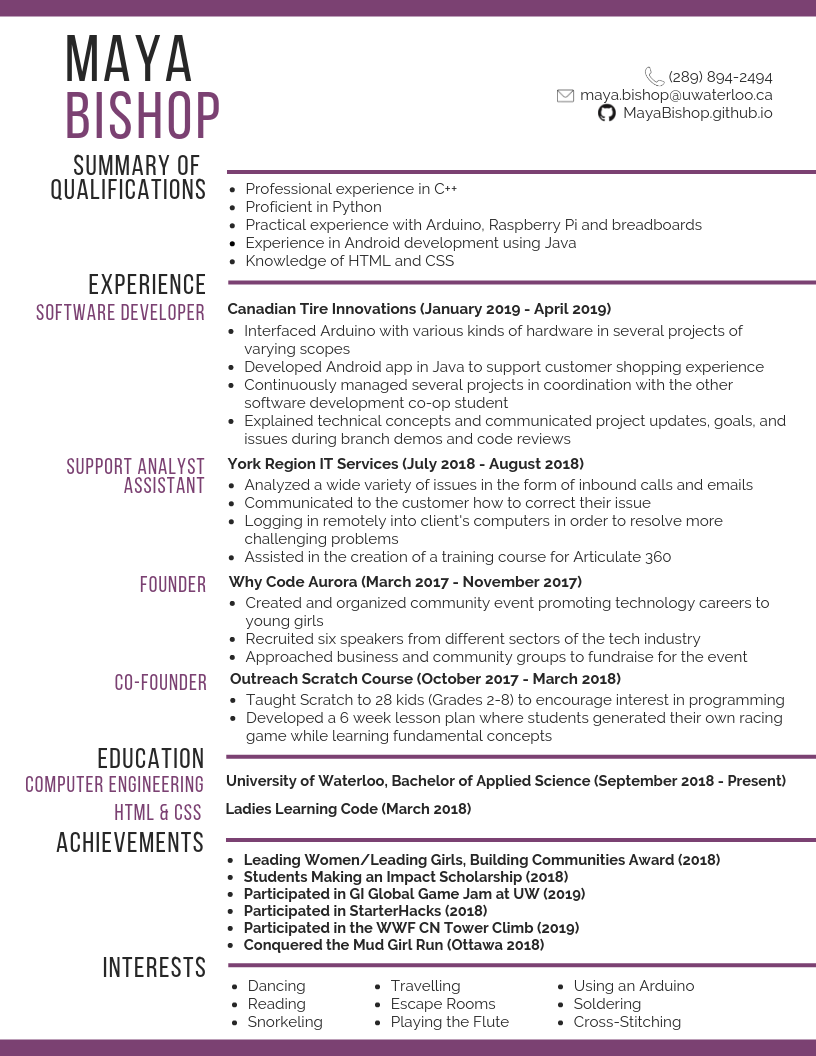 MAYA
BISHOP
(289) 894-2494
maya.bishop@uwaterloo.ca
MayaBishop.github.io
SUMMARY OF
QUALIFICATIONS
• Professional experience in C++
• Proficient in Python
• Practical experience with Arduino, Raspberry Pi and breadboards
• Experience in Android development using Java
• Knowledge of HTML and CSS
EXPERIENCE
SOFTWARE DEVELOPER
Canadian Tire Innovations (January 2019 - April 2019)
• Interfaced Arduino with various kinds of hardware in several projects of
varying scopes
• Developed Android app in Java to support customer shopping experience
• Continuously managed several projects in coordination with the other
software development co-op student
• Explained technical concepts and communicated project updates, goals, and
issues during branch demos and code reviews
SUPPORT ANALYST
ASSISTANT
York Region IT Services (July 2018 - August 2018)
• Analyzed a wide variety of issues in the form of inbound calls and emails
• Communicated to the customer how to correct their issue
• Logging in remotely into client's computers in order to resolve more
challenging problems
• Assisted in the creation of a training course for Articulate 360
FOUNDER
Why Code Aurora (March 2017 - November 2017)
• Created and organized community event promoting technology careers to
young girls
• Recruited six speakers from different sectors of the tech industry
• Approached business and community groups to fundraise for the event
CO-FOUNDER
Outreach Scratch Course (October 2017 - March 2018)
• Taught Scratch to 28 kids (Grades 2-8) to encourage interest in programming
• Developed a 6 week lesson plan where students generated their own racing
game while learning fundamental concepts
EDUCATION
COMPUTER ENGINEERING
University of Waterloo, Bachelor of Applied Science (September 2018 - Present)
HTML & CSS
Ladies Learning Code (March 2018)
ACHIEVEMENTS
• Leading Women/Leading Girls, Building Communities Award (2018)
• Students Making an Impact Scholarship (2018)
• Participated in GI Global Game Jam at UW (2019)
• Participated in StarterHacks (2018)
• Participated in the WWF CN Tower Climb (2019)
• Conquered the Mud Girl Run (Ottawa 2018)
INTERESTS
• Dancing
• Reading
• Snorkeling
• Travelling
• Escape Rooms
• Playing the Flute
• Using an Arduino
• Soldering
• Cross-Stitching